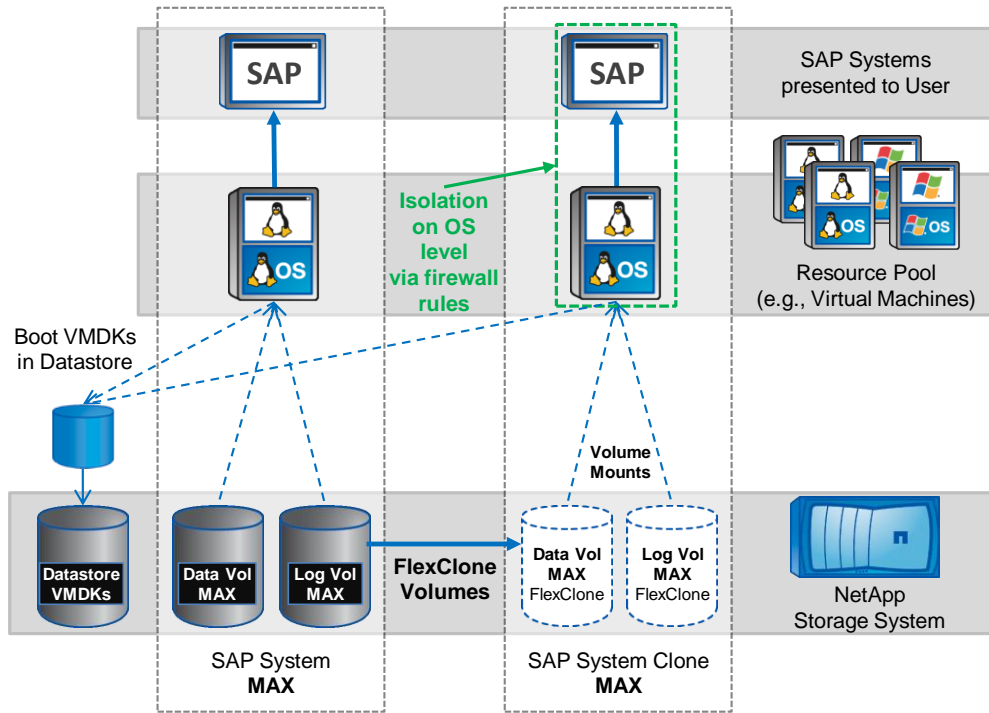 SAP
SAP
SAP Systems
presented to User
Isolation
on OS
level
via firewall
rules
OS
OS
OS
OS
Resource Pool
(e.g., Virtual Machines)
Boot VMDKs
in Datastore
Volume
Mounts
Datastore
VMDKs
Data Vol
MAX
Log Vol
MAX
FlexClone
Volumes
Data Vol
MAX
FlexClone
Log Vol
MAX
FlexClone
NetApp
Storage System
SAP System
MAX
SAP System Clone
MAX